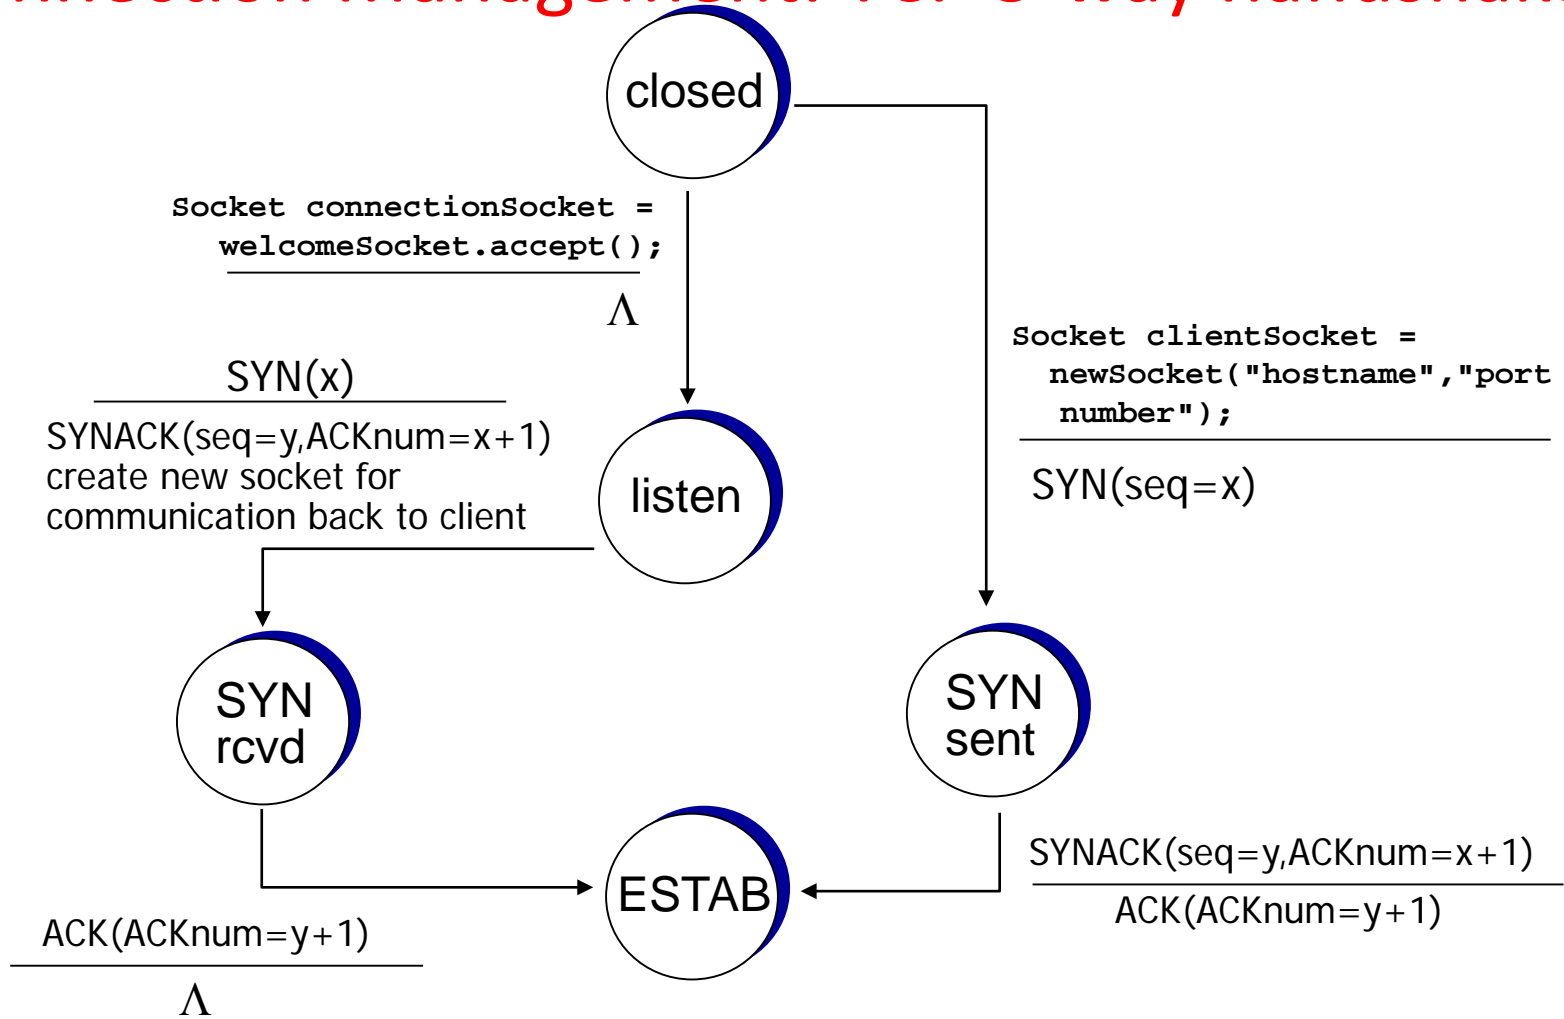 closed
Socket connectionSocket =
welcomeSocket.accept();
Λ
Socket clientSocket =
newSocket("hostname","port
number");
SYN(seq=x)
SYN(x)
SYNACK(seq=y,ACKnum=x+1)
create new socket for
communication back to client
listen
SYN
rcvd
SYN
sent
ESTAB
SYNACK(seq=y,ACKnum=x+1)
ACK(ACKnum=y+1)
ACK(ACKnum=y+1)
Λ